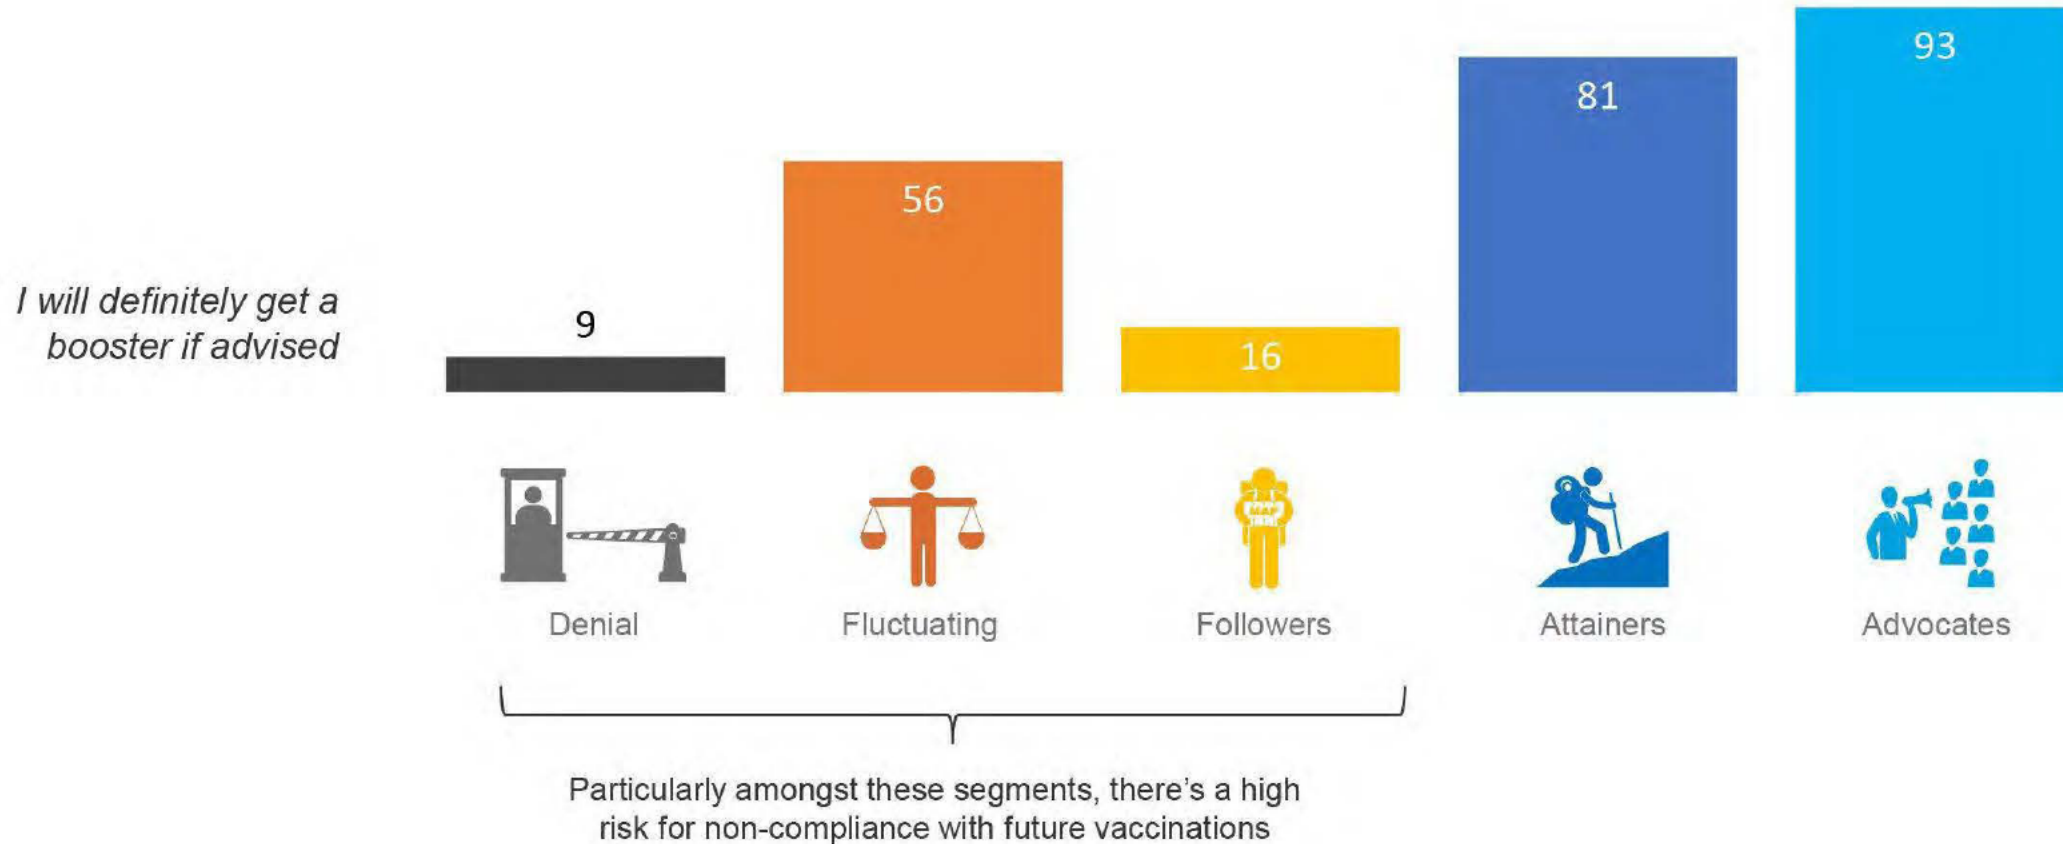 93
81
56
I will definitely get a
booster if advised
9
16
MAP
Denial
Fluctuating
Followers
Attainers
Advocates
Particularly amongst these segments, there's a high
risk for non-compliance with future vaccinations